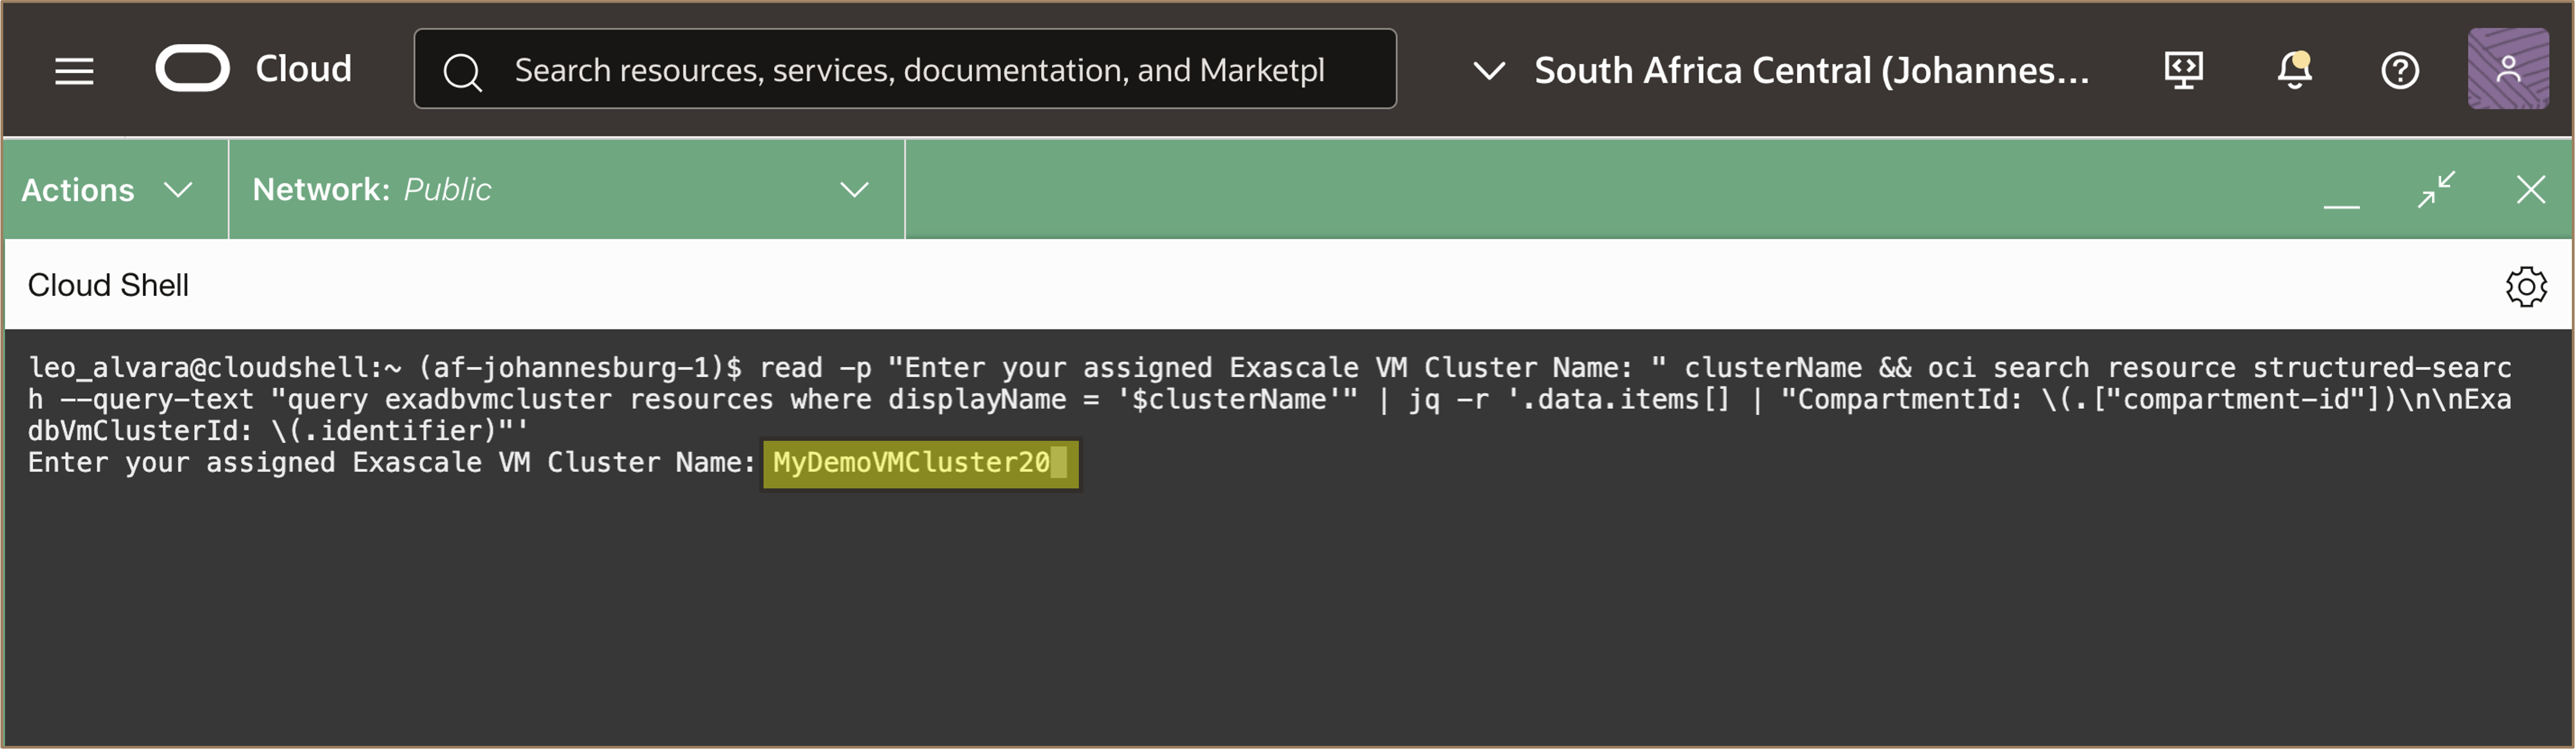 Cloud
Search resources, services, documentation, and Marketpl
South Africa Central (Johannes...
Actions
Network: Public
Cloud Shell
leo_alvara@cloudshell:~ (af-johannesburg-1)$ read -p "Enter your assigned Exascale VM Cluster Name: " clusterName && oci search resource structured-searc
h --query-text "query exadbvmcluster resources where displayName = '$clusterName'" | jq -r '.data.items[] | "CompartmentId: \(.["compartment-id"])\n\nExa
dbVmClusterId: \(.identifier)"'
Enter your assigned Exascale VM Cluster Name: MyDemoVMCluster20